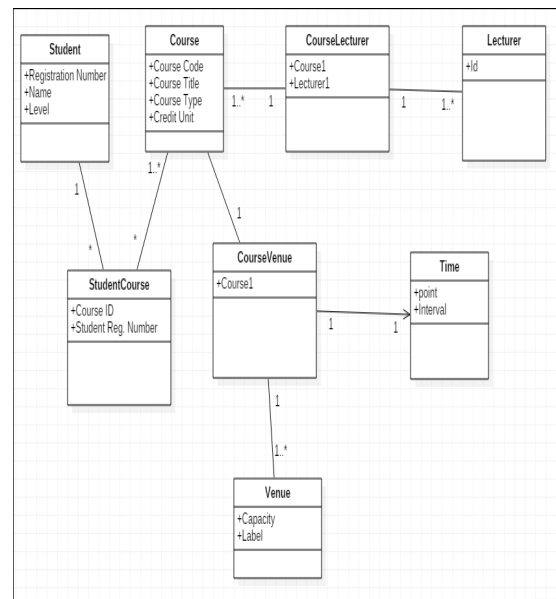 Student
+Registration Number
+Name
+Level
Course
+Course Code
+Course Title
+Course Type
+Credit Unit
CourseLecturer
+Course1
+Lecturer1
Lecturer
+Id
1..*
1
1
1..*
1
*
1..*
*
1
StudentCourse
+Course ID
+Student Reg. Number
CourseVenue
+Course1
Time
+point
+Interval
1
1
1
1..*
Venue
+Capacity
+Label